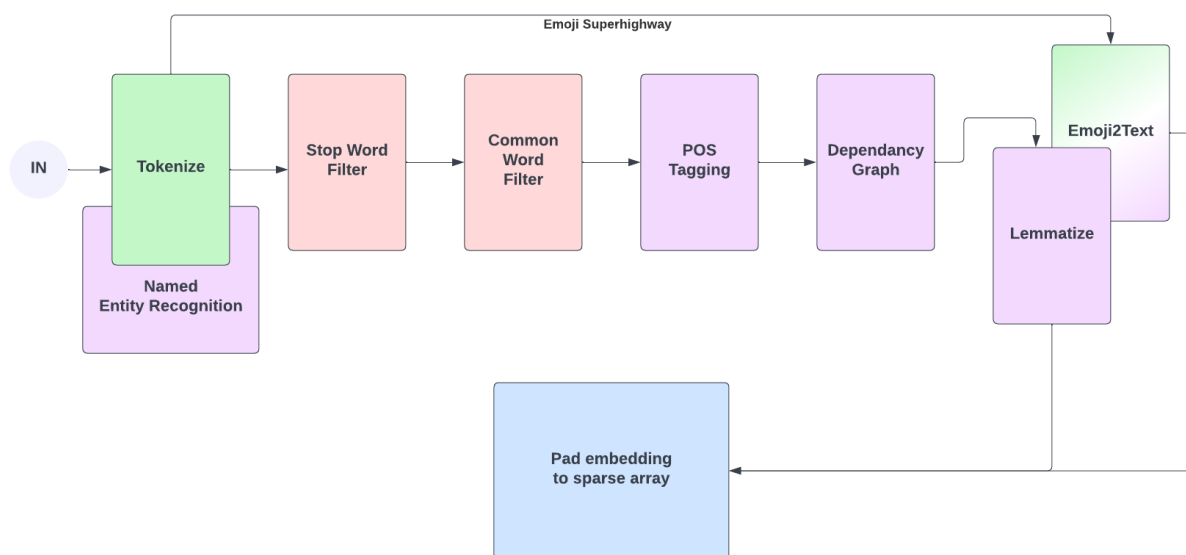 Emoji Superhighway
IN
Tokenize
Named
Entity Recognition
Stop Word
Filter
Common
Word
Filter
POS
Tagging
Dependancy
Graph
Emoji2Text
Lemmatize
Pad embedding
to sparse array